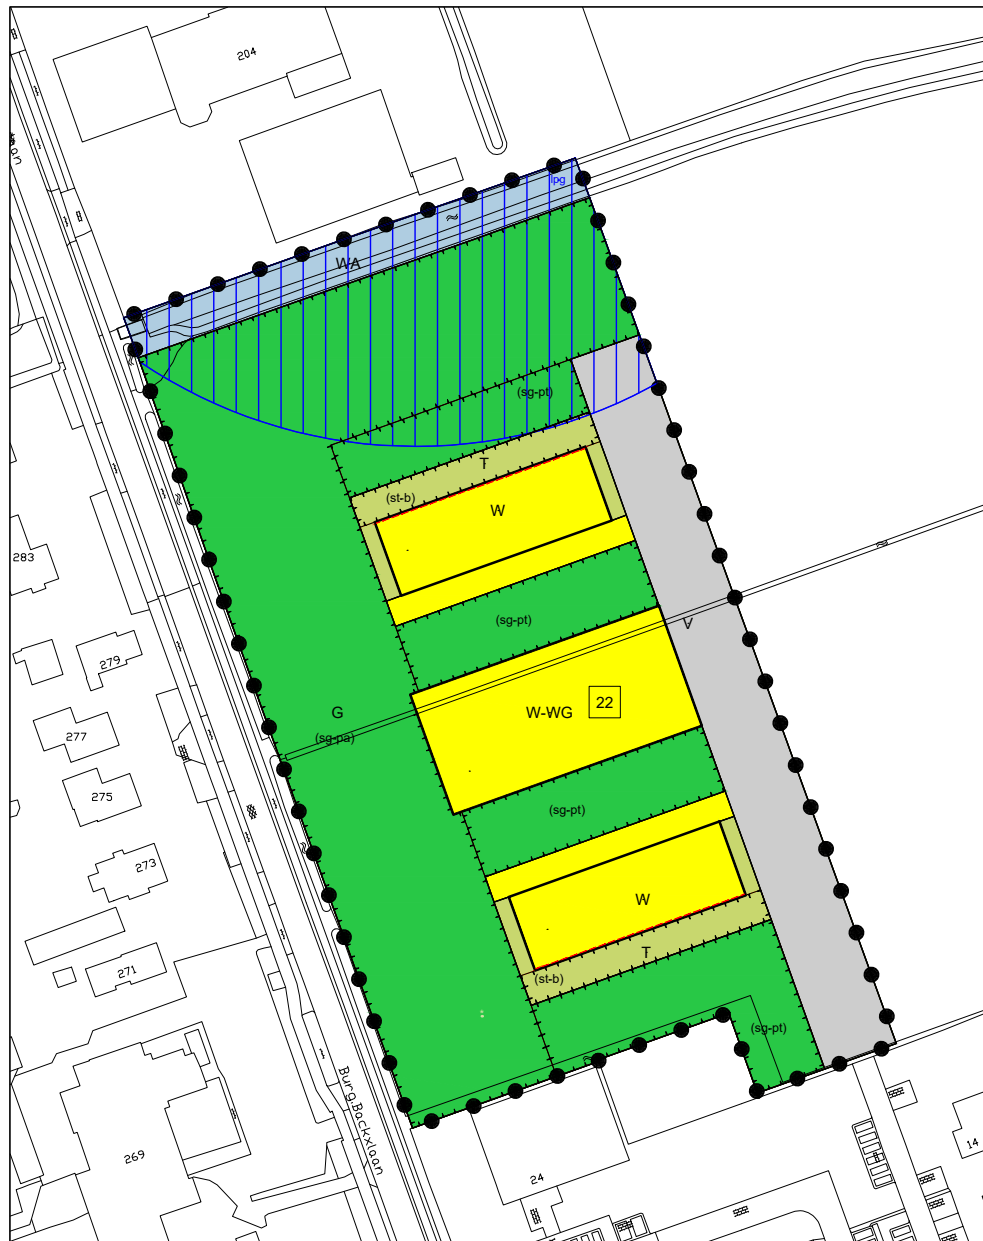 204
lpg
WA
(sg-pt)
T
(st-b)
W
283
(sg-pt)
V
279
22
W-WG
G
277
(sg-pa)
275
(sg-pt)
273
W
T
271
(st-b)
(sg-pt)
Burg.Backxlaan
269
14
24